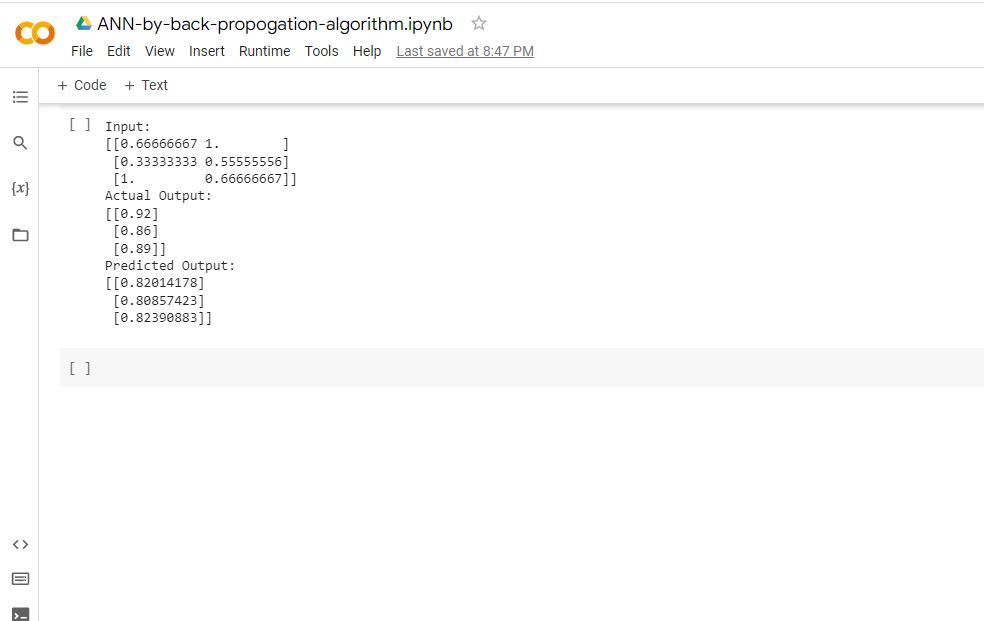 ANN-by-back-propogation-algorithm.ipynb
File Edit View Insert Runtime Tools Help Last saved at 8:47 PM
+ Code + Text
{x}
[ ] Input:
[[0.66666667 1.        ]
 [0.33333333 0.55555556]
 [1.         0.66666667]]
Actual Output:
[[0.92]
 [0.86]
 [0.89]]
Predicted Output:
[[0.82014178]
 [0.80857423]
 [0.82390883]]
[ ]